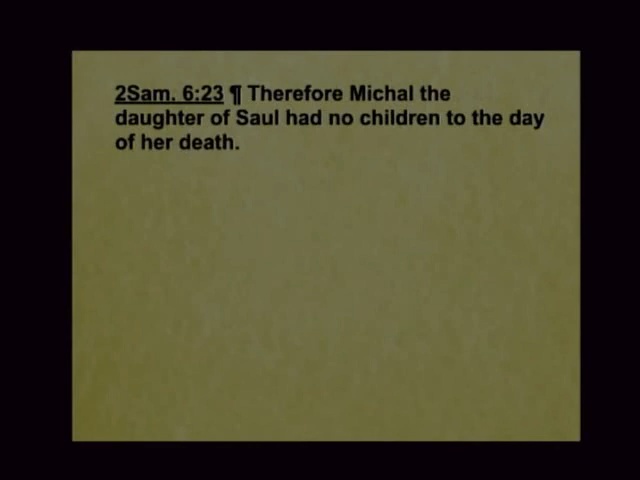 2Sam. 6:23 ¶ Therefore Michal the
daughter of Saul had no children to the day
of her death.